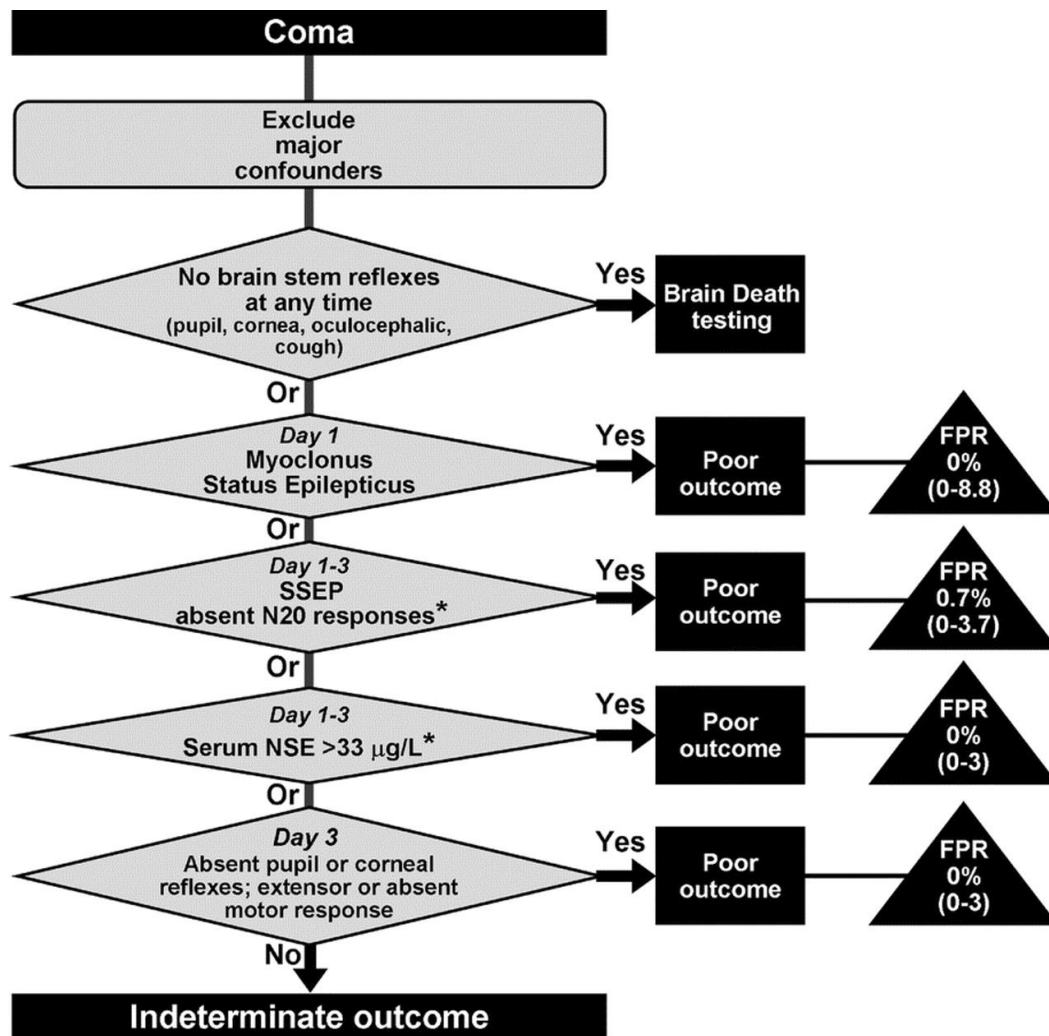 Coma
Exclude
major
confounders
No brain stem reflexes
at any time
(pupil, cornea, oculocephalic,
cough)
Yes
Brain Death
testing
Or
Day 1
Myoclonus
Status Epilepticus
Yes
Poor
outcome
FPR
0%
(0-8.8)
Or
Day 1-3
SSEP
absent N20 responses*
Yes
Poor
outcome
FPR
0.7%
(0-3.7)
Or
Day 1-3
Serum NSE >33 µg/L*
Yes
Poor
outcome
FPR
0%
(0-3)
Or
Day 3
Absent pupil or corneal
reflexes; extensor or absent
motor response
Yes
Poor
outcome
FPR
0%
(0-3)
No
Indeterminate outcome